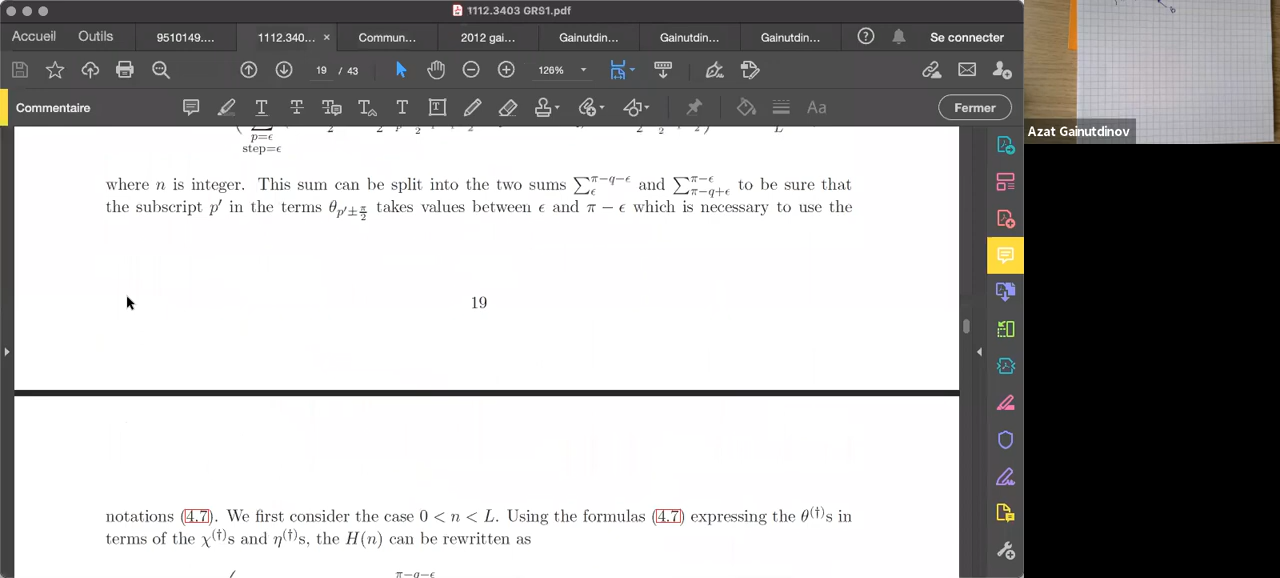 1112.3403 GRS1.pdf
Accueil Outils 9510149.... 1112.340... × Commun... 2012 gai... Gainutdin... Gainutdin... Gainutdin... Se connecter
19 / 43 126%
Commentaire Fermer
Azat Gainutdinov
p=ϵ
step=ϵ
where n is integer. This sum can be split into the two sums ∑_ϵ^{π−q−ϵ} and ∑_{π−q+ϵ}^{π−ϵ} to be sure that
the subscript p′ in the terms θ_{p′±π/2} takes values between ϵ and π − ϵ which is necessary to use the
19
notations (4.7). We first consider the case 0 < n < L. Using the formulas (4.7) expressing the θ^(†)s in
terms of the χ^(†)s and η^(†)s, the H(n) can be rewritten as
π−q−ϵ